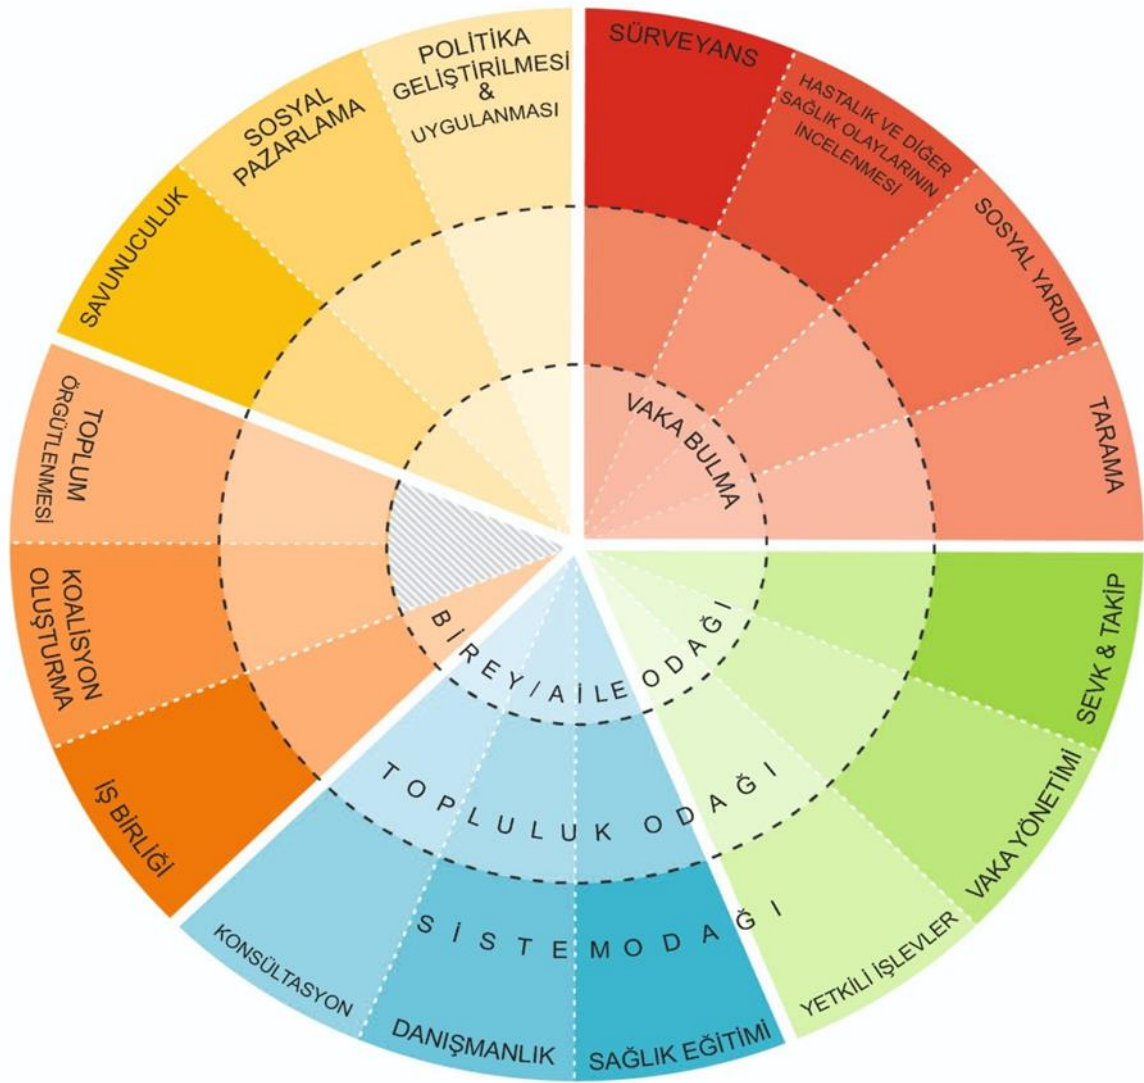 SÜRVEYANS
HASTALIK VE DİĞER
SAĞLIK OLAYLARININ
İNCELENMESİ
SOSYAL YARDIM
TARAMA
VAKA BULMA
SEVK & TAKİP
VAKA YÖNETİMİ
YETKİLİ İŞLEVLER
SAĞLIK EĞİTİMİ
DANIŞMANLIK
KONSÜLTASYON
İŞ BİRLİĞİ
KOALİSYON
OLUŞTURMA
TOPLUM
ÖRGÜTLENMESİ
SAVUNUCULUK
SOSYAL
PAZARLAMA
POLİTİKA
GELİŞTİRİLMESİ
&
UYGULANMASI
BİREY/AİLE ODAĞI
TOPLULUK ODAĞI
SİSTEM ODAĞI